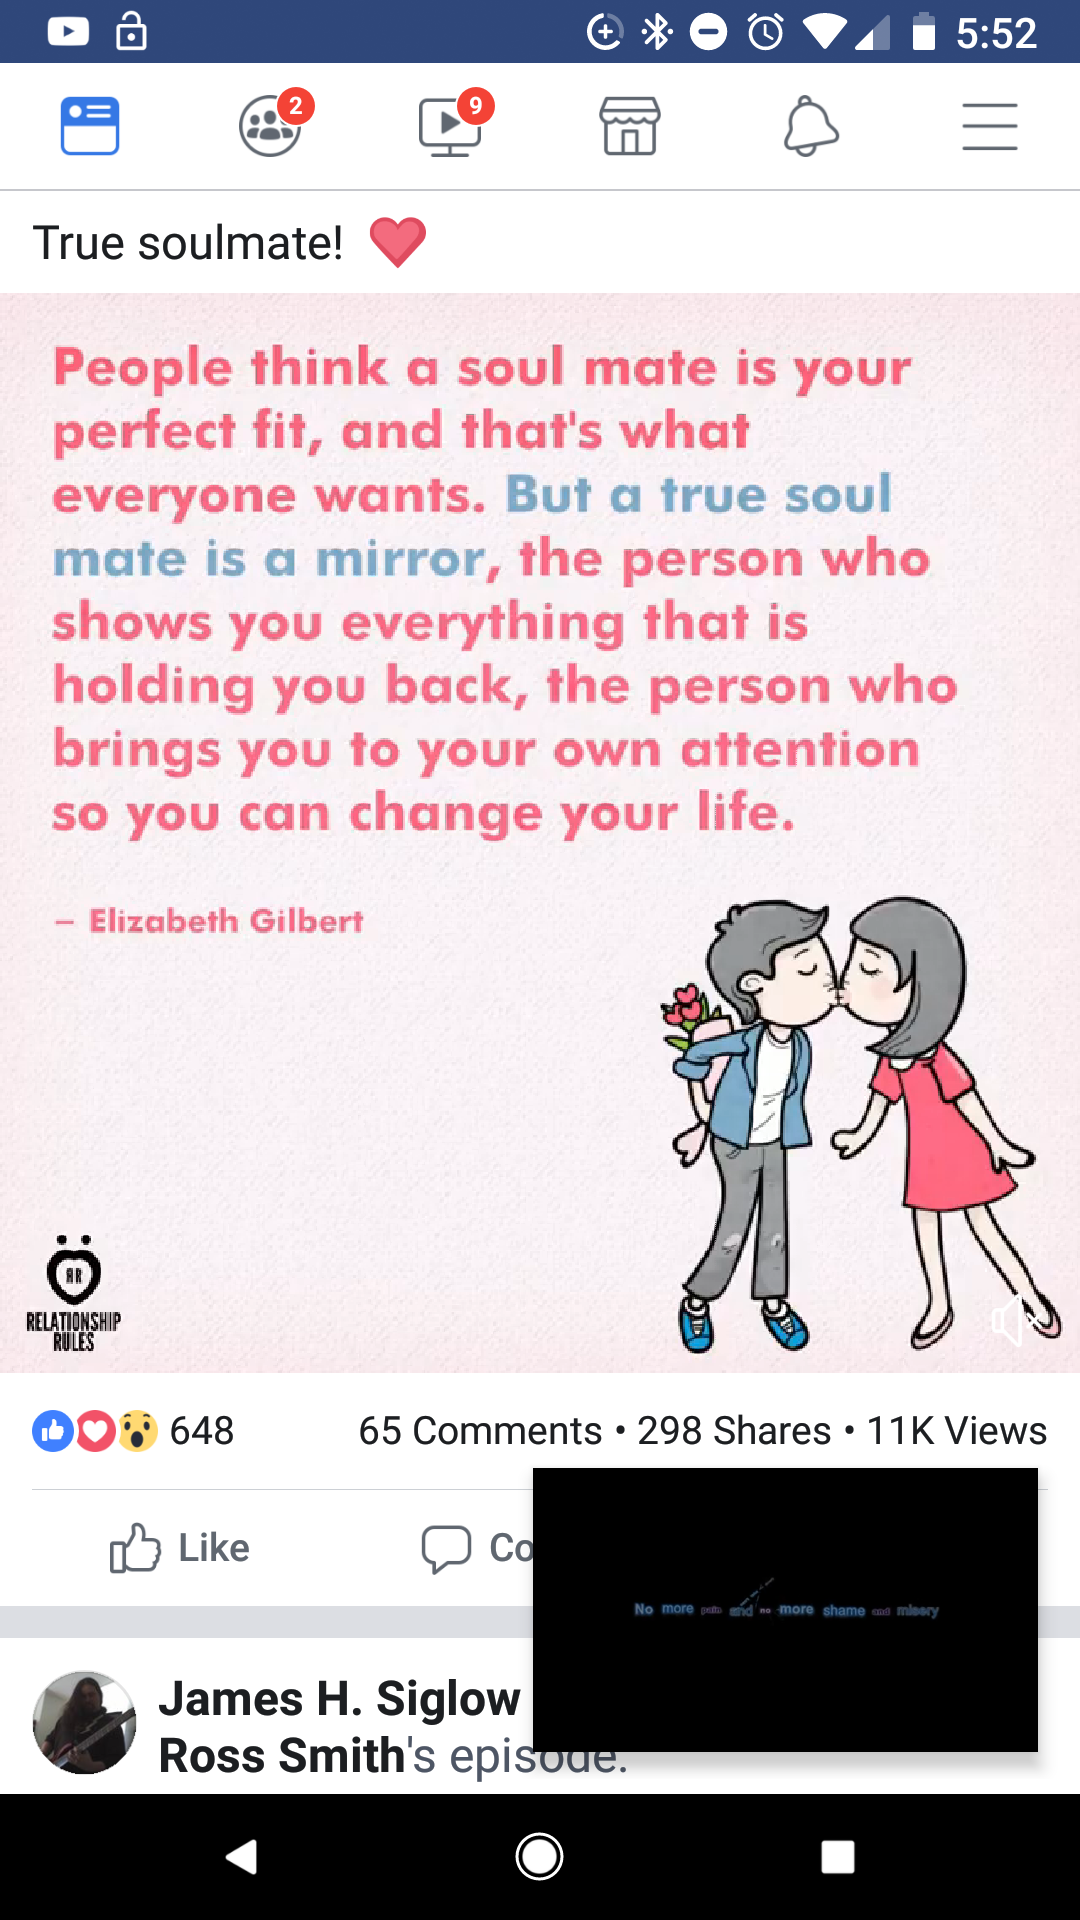 5:52
2
9
True soulmate!
People think a soul mate is your
perfect fit, and that's what
everyone wants. But a true soul
mate is a mirror, the person who
shows you everything that is
holding you back, the person who
brings you to your own attention
so you can change your life.
– Elizabeth Gilbert
RR
RELATIONSHIP
RULES
648
65 Comments • 298 Shares • 11K Views
Like
Co
No more pain and no more shame and misery
James H. Siglow
Ross Smith's episode.